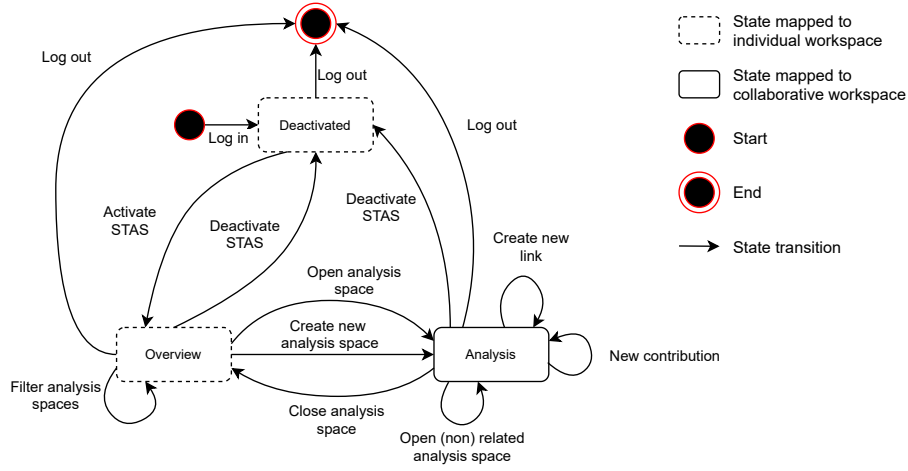 Log out
Log out
Log in
Deactivated
Log out
Activate
STAS
Deactivate
STAS
Deactivate
STAS
Create new
link
Open analysis
space
Create new
analysis space
Overview
Analysis
New contribution
Filter analysis
spaces
Close analysis
space
Open (non) related
analysis space
State mapped to
individual workspace
State mapped to
collaborative workspace
Start
End
State transition